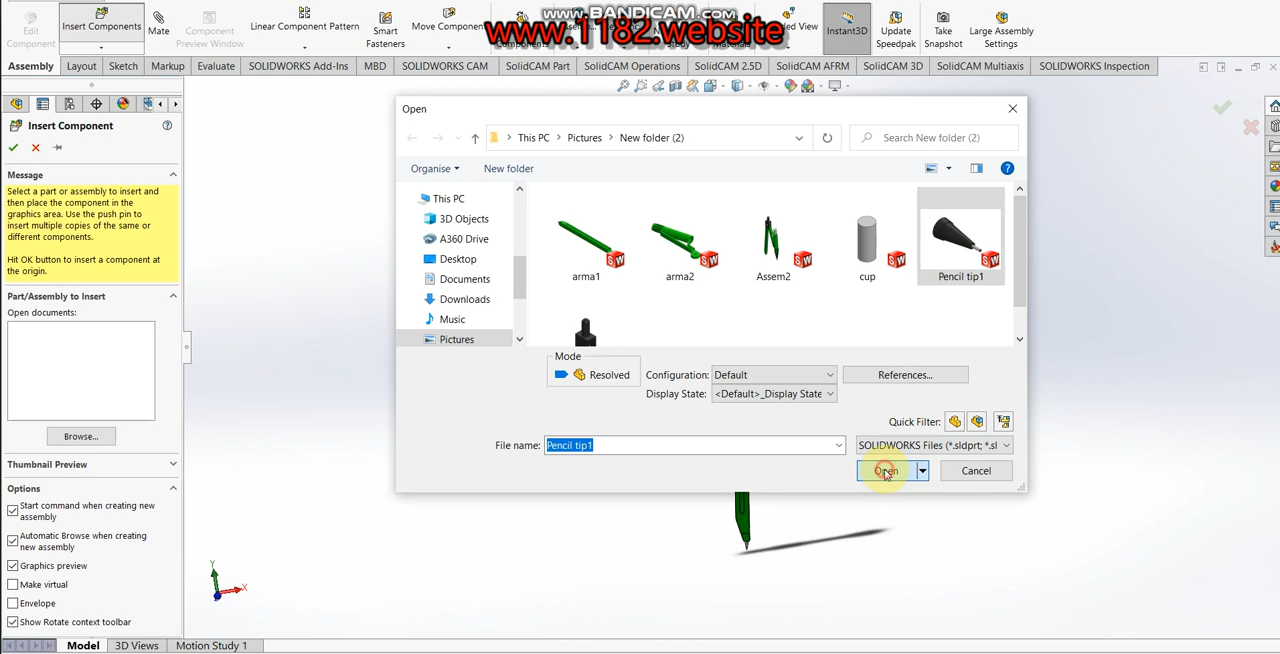 www.BANDICAM.com
www.1182.website
Edit Component
Insert Components
Mate
Component Preview Window
Linear Component Pattern
Smart Fasteners
Move Component
Components
Study
View
Instant3D
Update Speedpak
Take Snapshot
Large Assembly Settings
Assembly
Layout
Sketch
Markup
Evaluate
SOLIDWORKS Add-Ins
MBD
SOLIDWORKS CAM
SolidCAM Part
SolidCAM Operations
SolidCAM 2.5D
SolidCAM AFRM
SolidCAM 3D
SolidCAM Multiaxis
SOLIDWORKS Inspection
Insert Component
Message
Select a part or assembly to insert and
then place the component in the
graphics area. Use the push pin to
insert multiple copies of the same or
different components.
Hit OK button to insert a component at
the origin.
Part/Assembly to Insert
Open documents:
Browse...
Thumbnail Preview
Options
Start command when creating new
assembly
Automatic Browse when creating
new assembly
Graphics preview
Make virtual
Envelope
Show Rotate context toolbar
Open
This PC > Pictures > New folder (2)
Search New folder (2)
Organise
New folder
This PC
3D Objects
A360 Drive
Desktop
Documents
Downloads
Music
Pictures
arma1
arma2
Assem2
cup
Pencil tip1
Mode
Resolved
Configuration:
Default
References...
Display State:
<Default>_Display State
Quick Filter:
File name:
Pencil tip1
SOLIDWORKS Files (*.sldprt; *.sl
Open
Cancel
Y
X
Model
3D Views
Motion Study 1